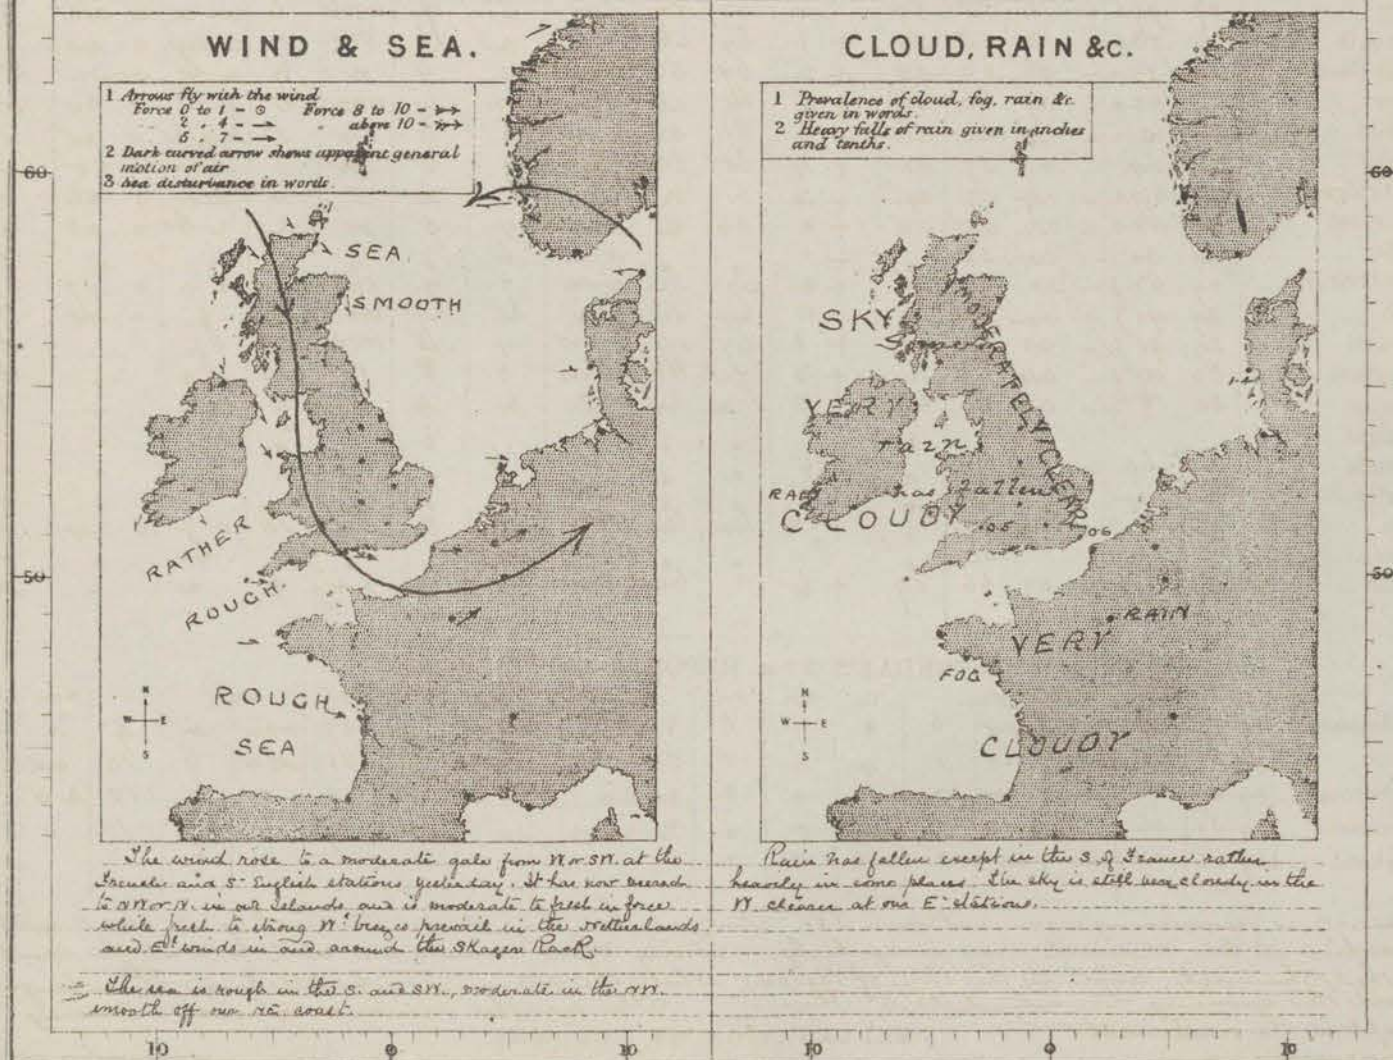 WIND & SEA.
1 Arrows fly with the wind
Force 0 to 1 - ⊙ Force 8 to 10 -
2 „ 4 - „ above 10 -
5 „ 7 -
2 Dark curved arrow shows apparent general
motion of air
3 Sea disturbance in words.
60
SEA
SMOOTH
RATHER
ROUGH.
50
ROUGH
SEA
N
W E
S
The wind rose to a moderate gale from W or SW. at the
French and Sn English stations yesterday. It has now veered
to NW or N. in our islands and is moderate to fresh in force
while fresh to strong Wt breezes prevail in the Netherlands
and Et winds in and around the Skagen Rack.
The sea is rough in the S. and SW., moderate in the NW.
smooth off our coast.
10 0 10
CLOUD, RAIN &c.
1 Prevalence of cloud, fog, rain &c.
given in words.
2 Heavy falls of rain given in inches
and tenths.
60
SKY
MODERATELY CLEAR
Some
VERY
rain
RAIN
has fallen
CLOUDY
.05
.06
50
RAIN
VERY
FOG
CLOUDY
N
W E
S
Rain has fallen except in the S of France rather
heavily in some places. The sky is still very cloudy in the
W clearer at our En stations.
10 0 10